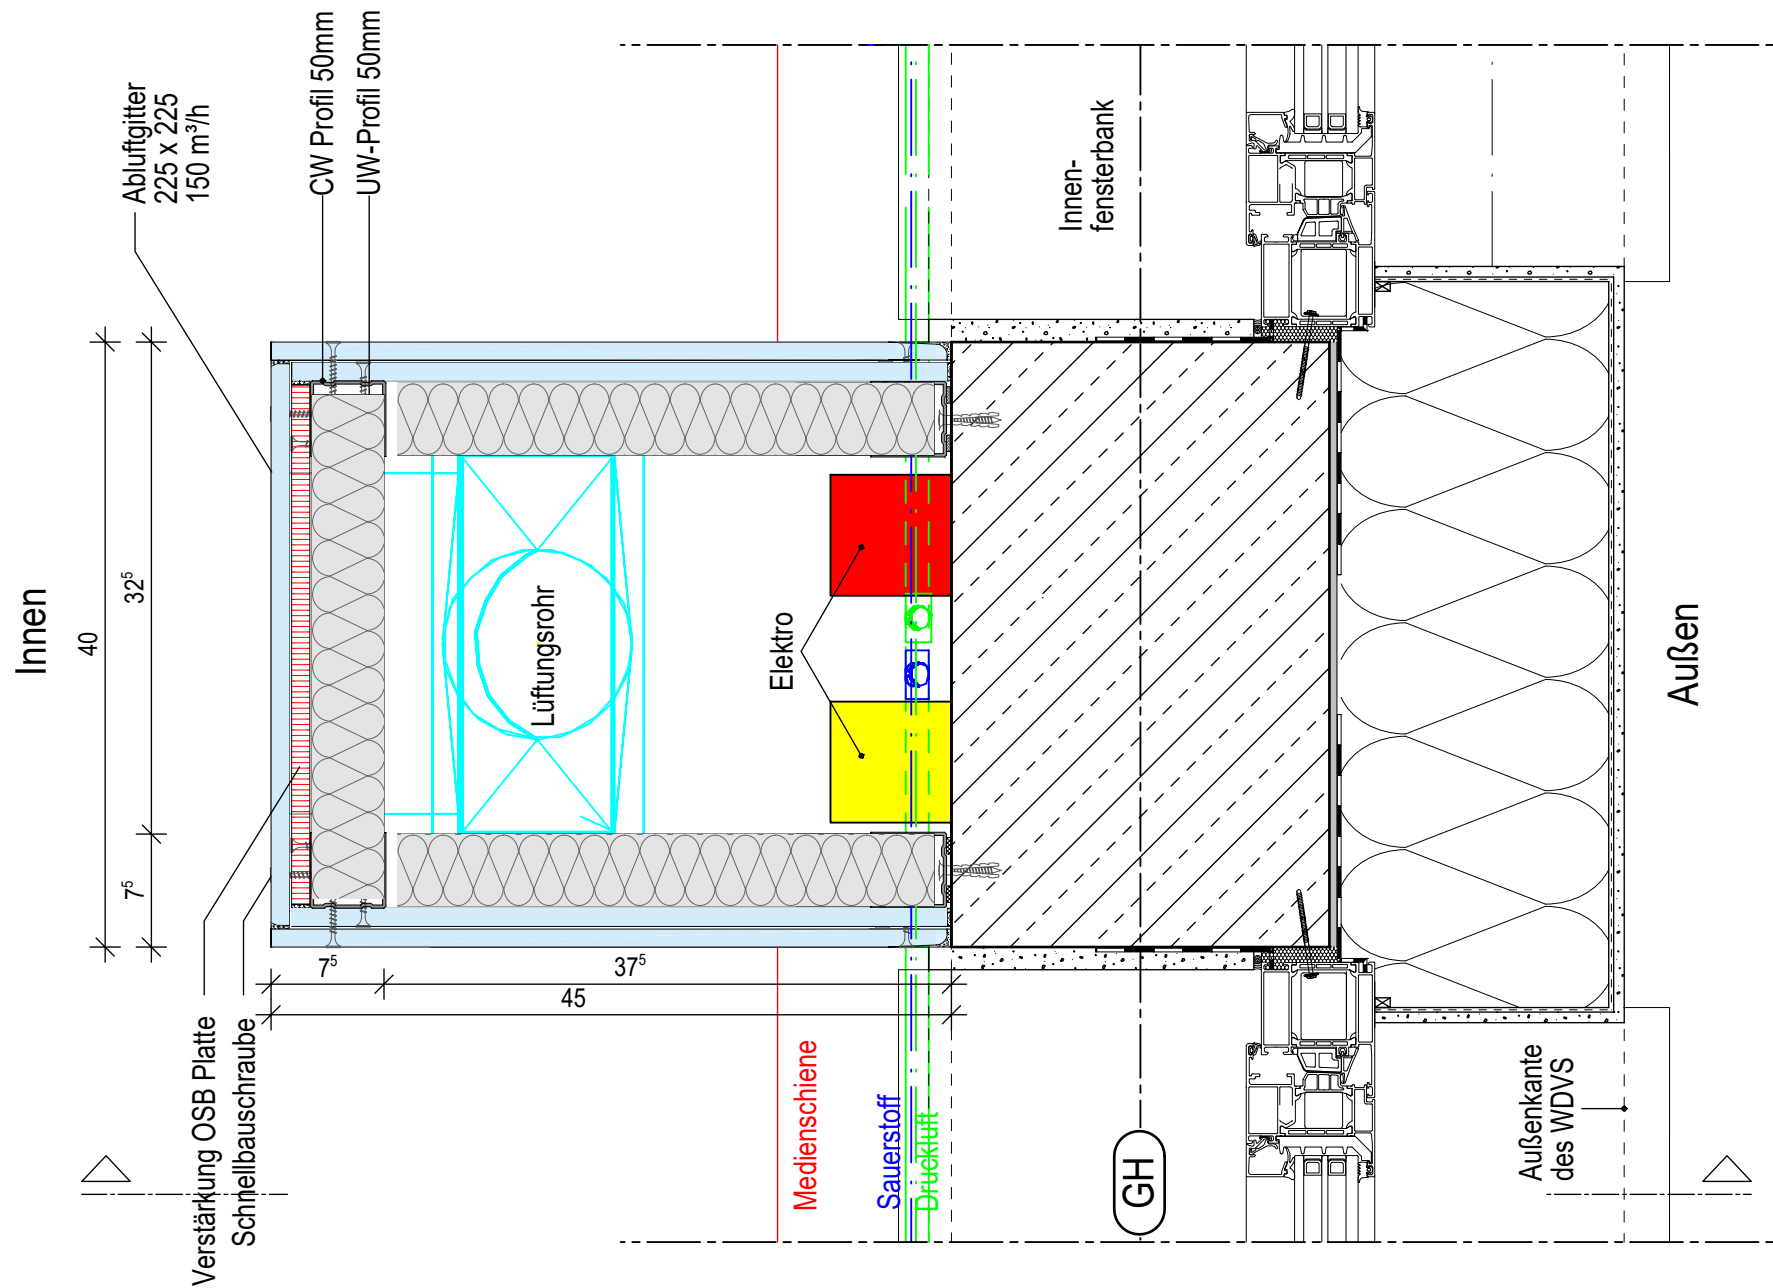 Innen
Abluftgitter
225 x 225
150 m³/h
CW Profil 50mm
UW-Profil 50mm
40
32⁵
7⁵
7⁵
37⁵
45
Lüftungsrohr
Elektro
Innen-
fensterbank
Außen
Verstärkung OSB Platte
Schnellbauschraube
Medienschiene
Sauerstoff
Druckluft
GH
Außenkante
des WDVS